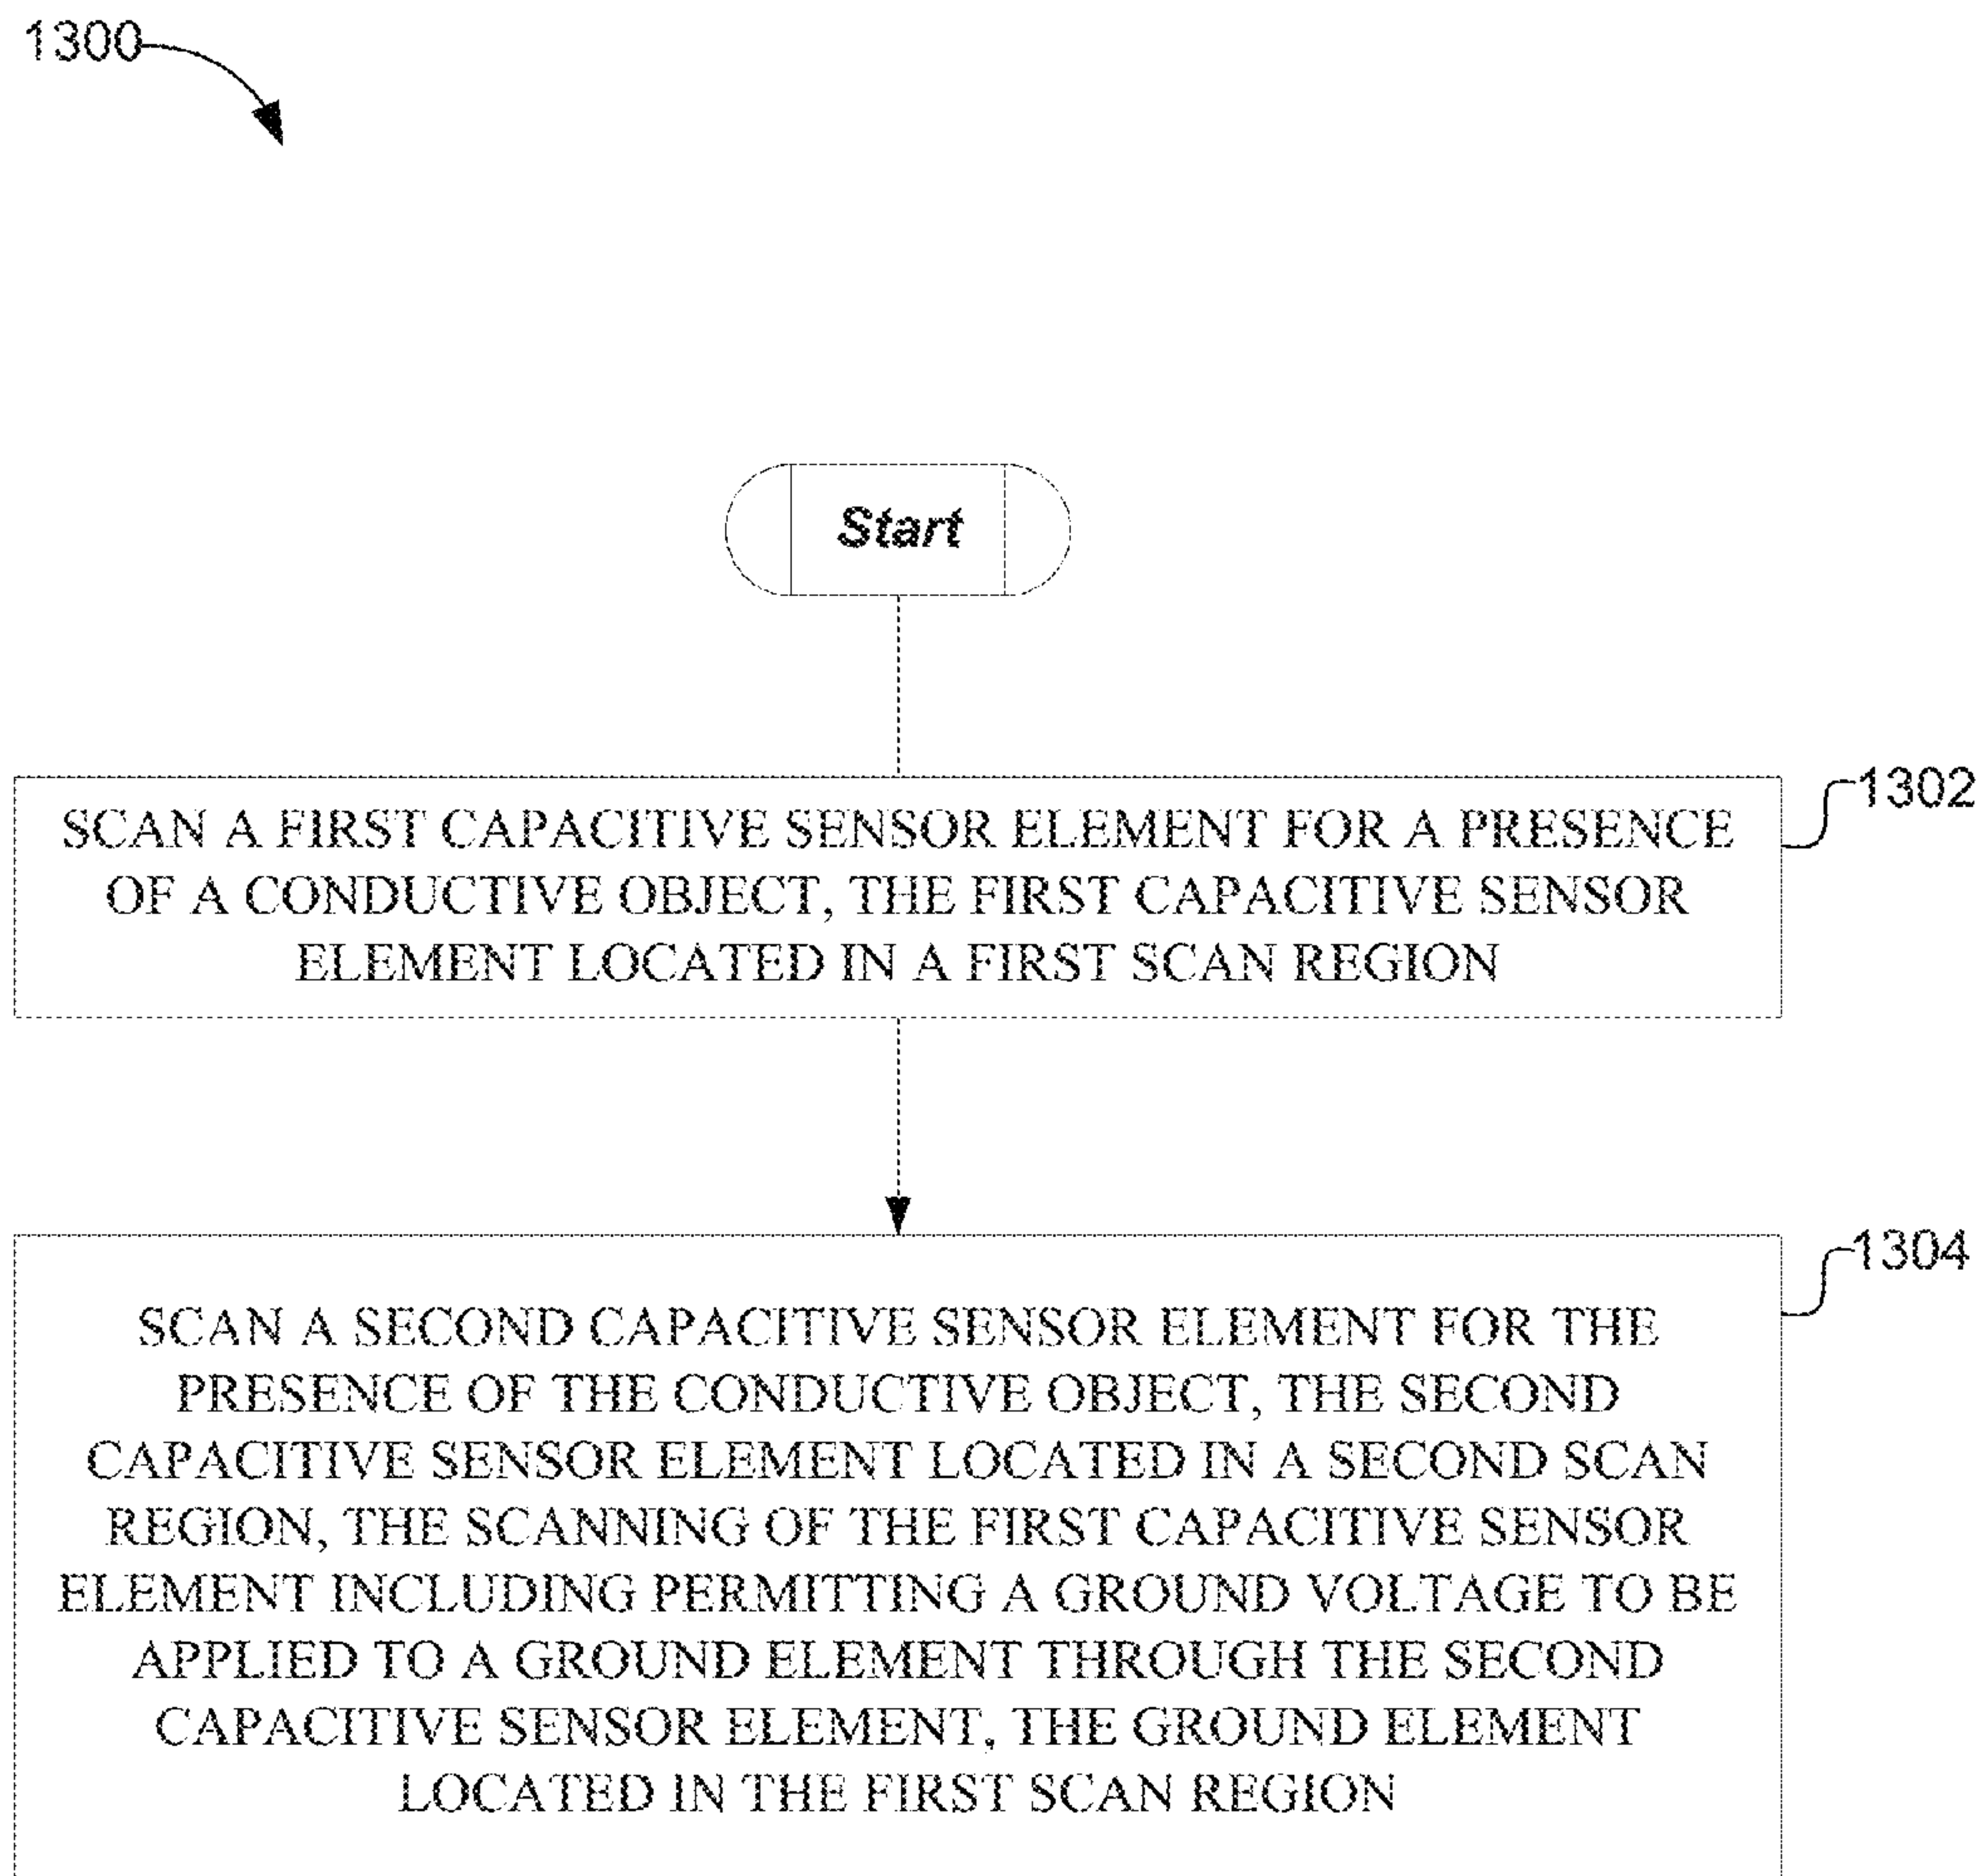 1300
Start
1302
SCAN A FIRST CAPACITIVE SENSOR ELEMENT FOR A PRESENCE
OF A CONDUCTIVE OBJECT, THE FIRST CAPACITIVE SENSOR
ELEMENT LOCATED IN A FIRST SCAN REGION
1304
SCAN A SECOND CAPACITIVE SENSOR ELEMENT FOR THE
PRESENCE OF THE CONDUCTIVE OBJECT, THE SECOND
CAPACITIVE SENSOR ELEMENT LOCATED IN A SECOND SCAN
REGION, THE SCANNING OF THE FIRST CAPACITIVE SENSOR
ELEMENT INCLUDING PERMITTING A GROUND VOLTAGE TO BE
APPLIED TO A GROUND ELEMENT THROUGH THE SECOND
CAPACITIVE SENSOR ELEMENT, THE GROUND ELEMENT
LOCATED IN THE FIRST SCAN REGION